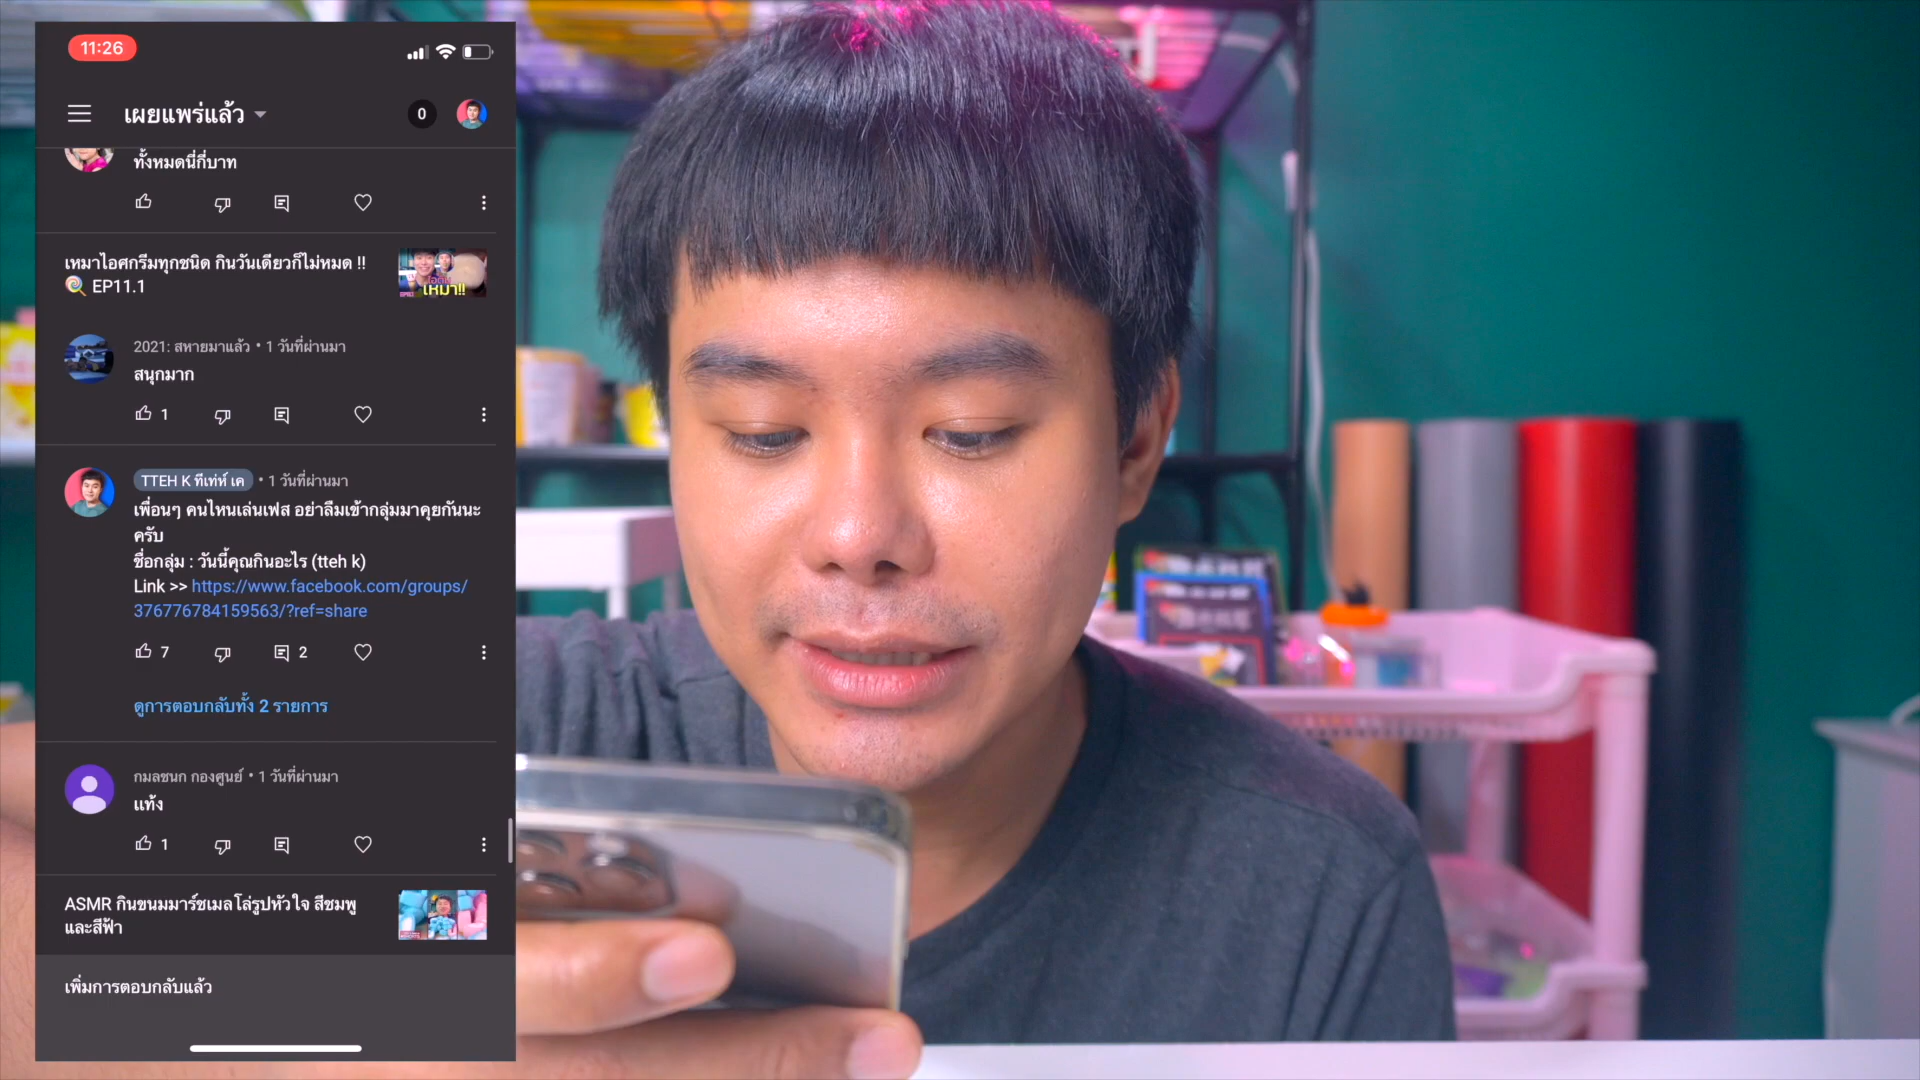 11:26
เผยแพร่แล้ว
0
ทั้งหมดนี่กี่บาท
เหมาไอศกรีมทุกชนิด กินวันเดียวก็ไม่หมด !!
🍭 EP11.1
เหมา!!
2021: สหายมาแล้ว • 1 วันที่ผ่านมา
สนุกมาก
1
TTEH K ทีเท่ห์ เค • 1 วันที่ผ่านมา
เพื่อนๆ คนไหนเล่นเฟส อย่าลืมเข้ากลุ่มมาคุยกันนะ
ครับ
ชื่อกลุ่ม : วันนี้คุณกินอะไร (tteh k)
Link >> https://www.facebook.com/groups/
376776784159563/?ref=share
7 2
ดูการตอบกลับทั้ง 2 รายการ
กมลชนก กองศูนย์ • 1 วันที่ผ่านมา
แท้ง
1
ASMR กินขนมมาร์ชเมลโล่รูปหัวใจ สีชมพู
และสีฟ้า
เพิ่มการตอบกลับแล้ว